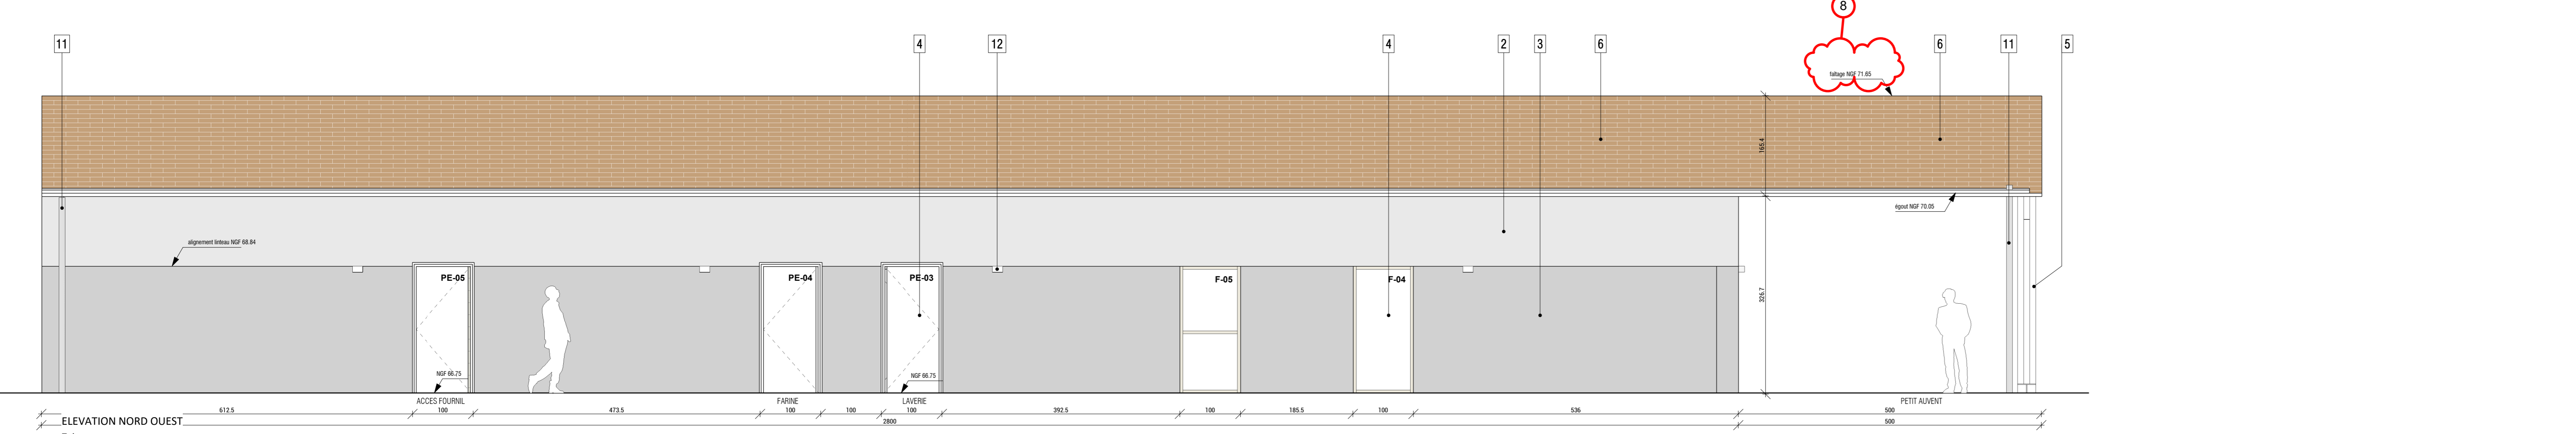 8
11
4
12
4
2
3
6
6
11
5
faîtage NGF 71.65
165.4
égout NGF 70.05
alignement linteau NGF 68.84
PE-05
PE-04
PE-03
F-05
F-04
326.7
NGF 66.75
NGF 66.75
ACCES FOURNIL
FARINE
LAVERIE
PETIT AUVENT
612.5
100
473.5
100
100
100
392.5
100
185.5
100
536
500
ELEVATION NORD OUEST
2800
500